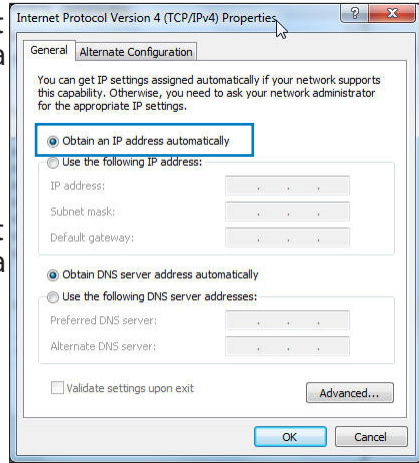 Internet Protocol Version 4 (TCP/IPv4) Properties
General Alternate Configuration
You can get IP settings assigned automatically if your network supports
this capability. Otherwise, you need to ask your network administrator
for the appropriate IP settings.
Obtain an IP address automatically
Use the following IP address:
IP address:
Subnet mask:
Default gateway:
Obtain DNS server address automatically
Use the following DNS server addresses:
Preferred DNS server:
Alternate DNS server:
Validate settings upon exit
Advanced...
OK Cancel